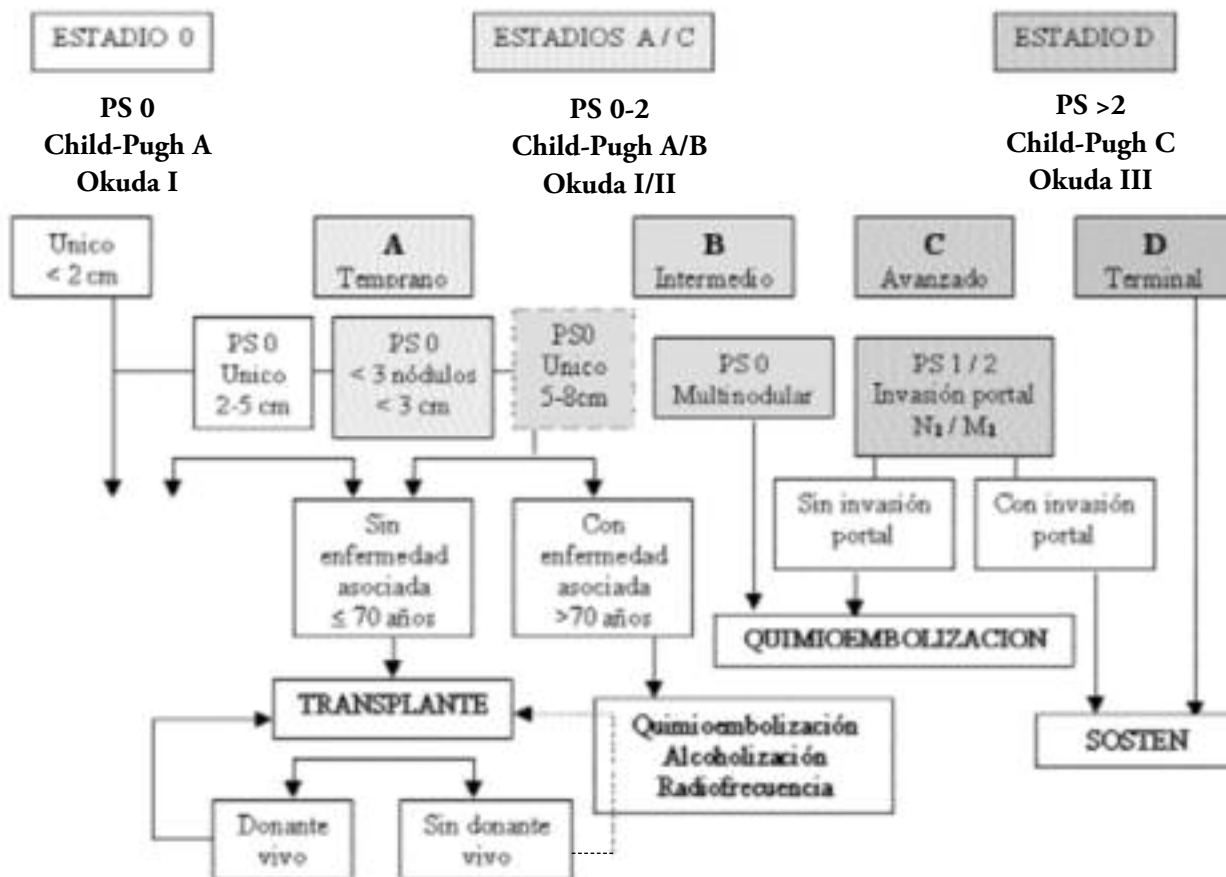 ESTADIO 0
ESTADIOS A / C
ESTADIO D
PS 0
Child-Pugh A
Okuda I
PS 0-2
Child-Pugh A/B
Okuda I/II
PS >2
Child-Pugh C
Okuda III
Unico
< 2 cm
A
Temprano
B
Intermedio
C
Avanzado
D
Terminal
PS 0
Unico
2-5 cm
PS 0
< 3 nódulos
< 3 cm
PS0
Unico
5-8cm
PS 0
Multinodular
PS 1 / 2
Invasión portal
N₁ / M₁
Sin
enfermedad
asociada
≤ 70 años
Con
enfermedad
asociada
>70 años
Sin invasión
portal
Con invasión
portal
QUIMIOEMBOLIZACION
TRANSPLANTE
Quimioembolización
Alcoholización
Radiofrecuencia
SOSTEN
Donante
vivo
Sin donante
vivo